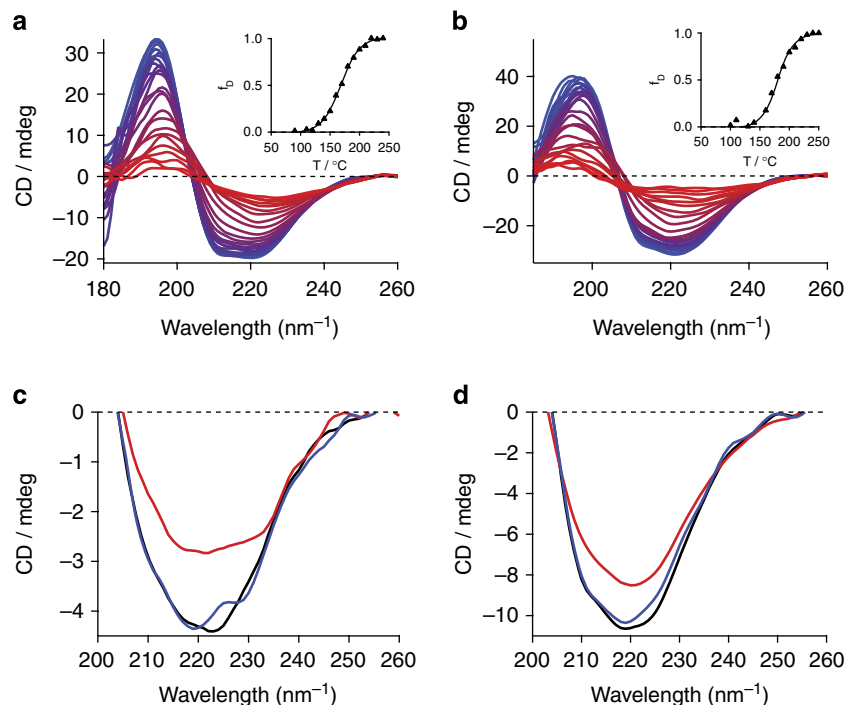 a
CD / mdeg
30
20
10
0
−10
−20
180 200 220 240 260
Wavelength (nm⁻¹)
f_D
1.0
0.5
0.0
50 100 150 200 250
T / °C
b
CD / mdeg
40
20
0
−20
200 220 240 260
Wavelength (nm⁻¹)
f_D
1.0
0.5
0.0
50 100 150 200 250
T / °C
c
CD / mdeg
0
−1
−2
−3
−4
200 210 220 230 240 250 260
Wavelength (nm⁻¹)
d
CD / mdeg
0
−2
−4
−6
−8
−10
200 210 220 230 240 250 260
Wavelength (nm⁻¹)